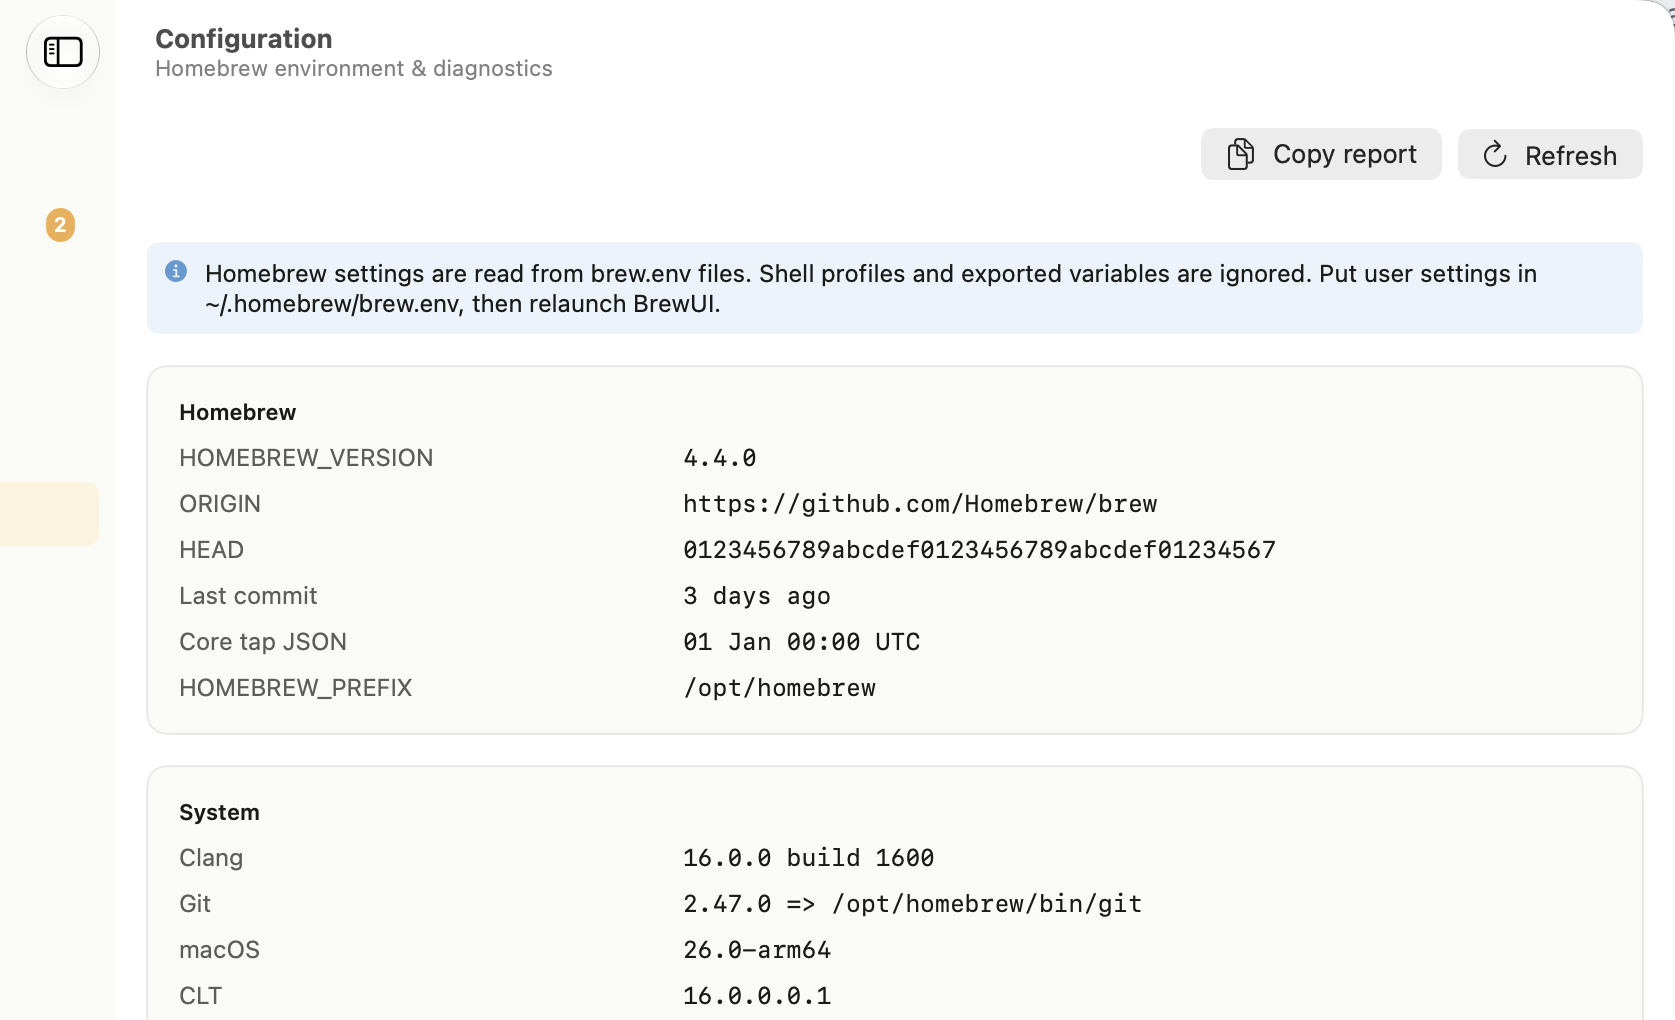 Configuration
Homebrew environment & diagnostics
Copy report
Refresh
2
Homebrew settings are read from brew.env files. Shell profiles and exported variables are ignored. Put user settings in
~/.homebrew/brew.env, then relaunch BrewUI.
Homebrew
HOMEBREW_VERSION 4.4.0
ORIGIN https://github.com/Homebrew/brew
HEAD 0123456789abcdef0123456789abcdef01234567
Last commit 3 days ago
Core tap JSON 01 Jan 00:00 UTC
HOMEBREW_PREFIX /opt/homebrew
System
Clang 16.0.0 build 1600
Git 2.47.0 => /opt/homebrew/bin/git
macOS 26.0-arm64
CLT 16.0.0.0.1